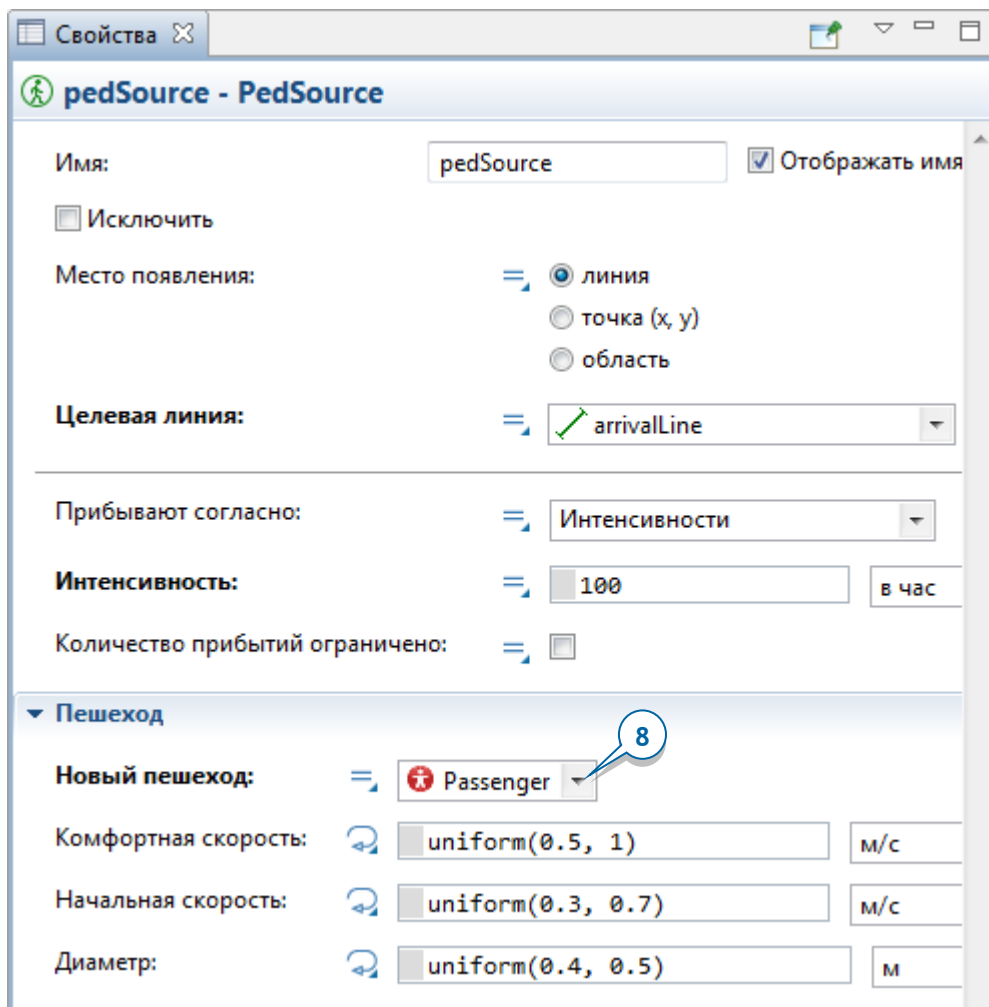 Свойства
pedSource - PedSource
Имя: pedSource Отображать имя
Исключить
Место появления: линия
точка (x, y)
область
Целевая линия: arrivalLine
Прибывают согласно: Интенсивности
Интенсивность: 100 в час
Количество прибытий ограничено:
Пешеход
8
Новый пешеход: Passenger
Комфортная скорость: uniform(0.5, 1) м/с
Начальная скорость: uniform(0.3, 0.7) м/с
Диаметр: uniform(0.4, 0.5) м